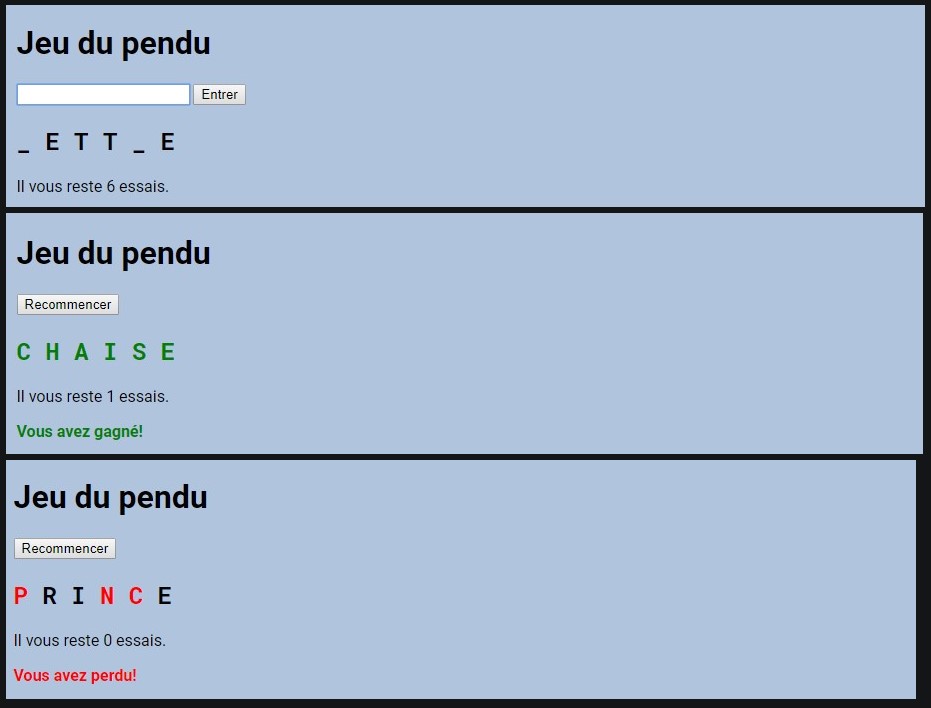 Jeu du pendu
Entrer
_ E T T _ E
Il vous reste 6 essais.
Jeu du pendu
Recommencer
C H A I S E
Il vous reste 1 essais.
Vous avez gagné!
Jeu du pendu
Recommencer
P R I N C E
Il vous reste 0 essais.
Vous avez perdu!